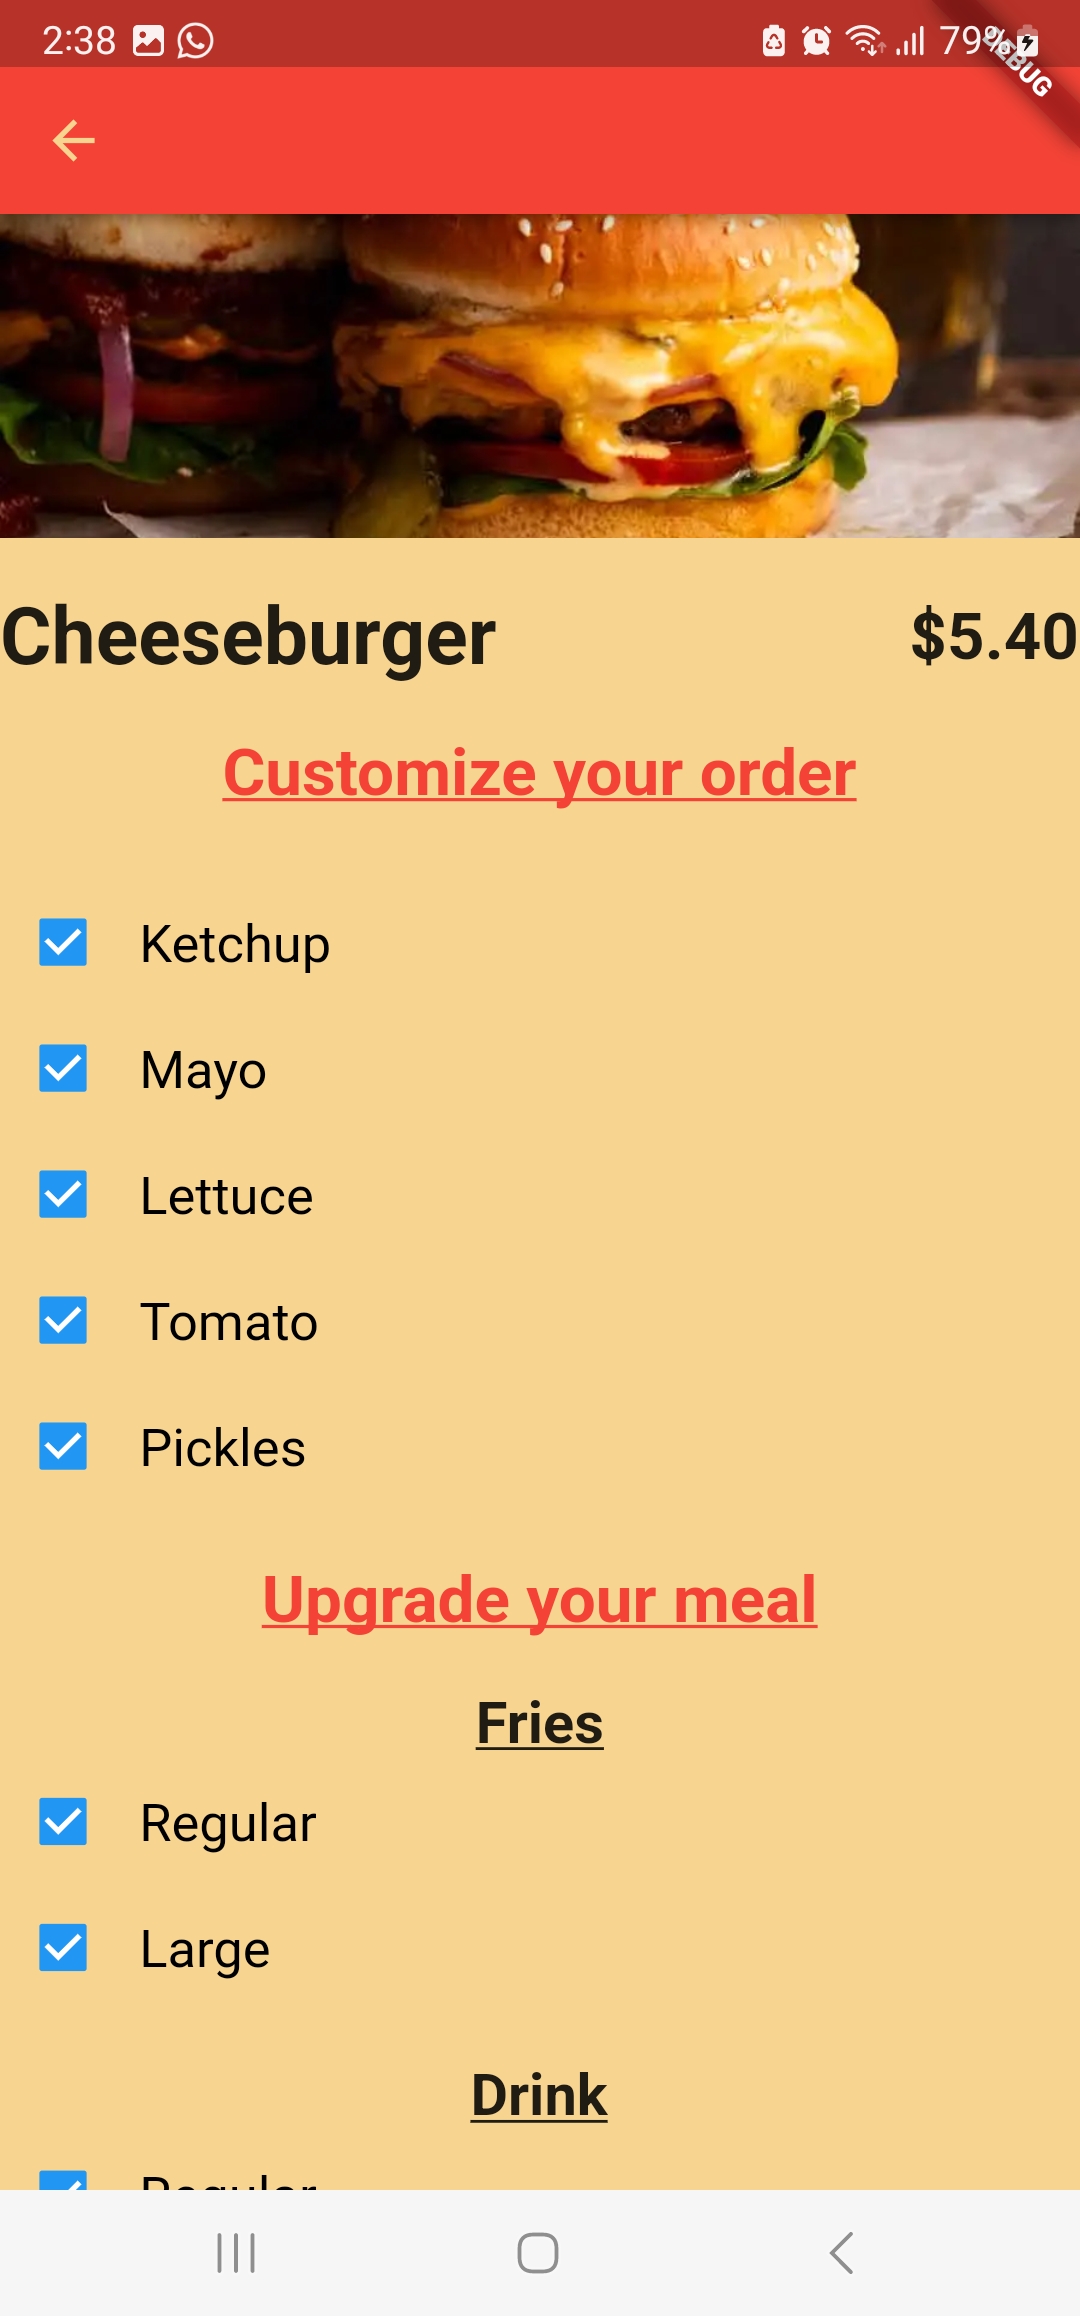 2:38
79%
DEBUG
Cheeseburger
$5.40
Customize your order
Ketchup
Mayo
Lettuce
Tomato
Pickles
Upgrade your meal
Fries
Regular
Large
Drink
Regular